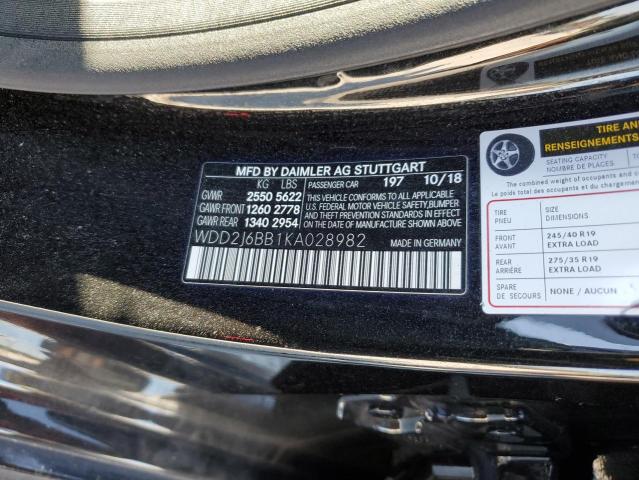 MFD BY DAIMLER AG STUTTGART
KG LBS PASSENGER CAR 197 10/18
GVWR 2550 5622
GAWR FRONT 1260 2778
GAWR REAR 1340 2954
THIS VEHICLE CONFORMS TO ALL APPLICABLE
U.S. FEDERAL MOTOR VEHICLE SAFETY,BUMPER
AND THEFT PREVENTION STANDARDS IN EFFECT
ON THE DATE OF MANUFACTURE SHOWN ABOVE
WDD2J6BB1KA028982
TIRE AN
RENSEIGNEMENTS
SEATING CAPACITY
NOMBRE DE PLACES
The combined weight of occupants and
Le poids total des occupants et du
TIRE
PNEU
SIZE
DIMENSIONS
FRONT
AVANT
245/40 R19
EXTRA LOAD
REAR
ARRIÈRE
275/35 R19
EXTRA LOAD
SPARE
DE SECOURS
NONE / AUCUN